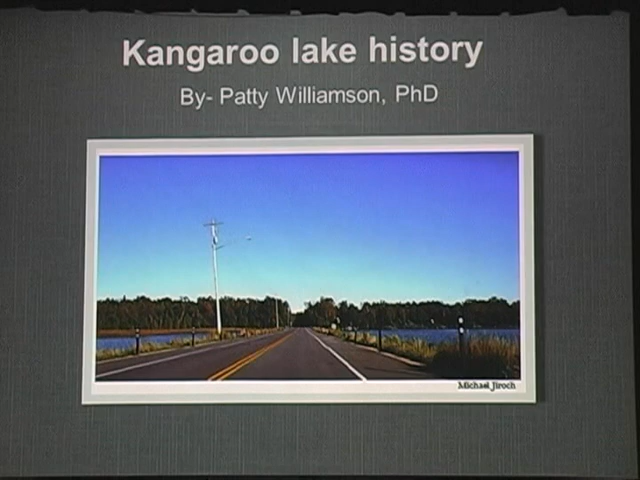 Kangaroo lake history
By- Patty Williamson, PhD
Michael Jiroch